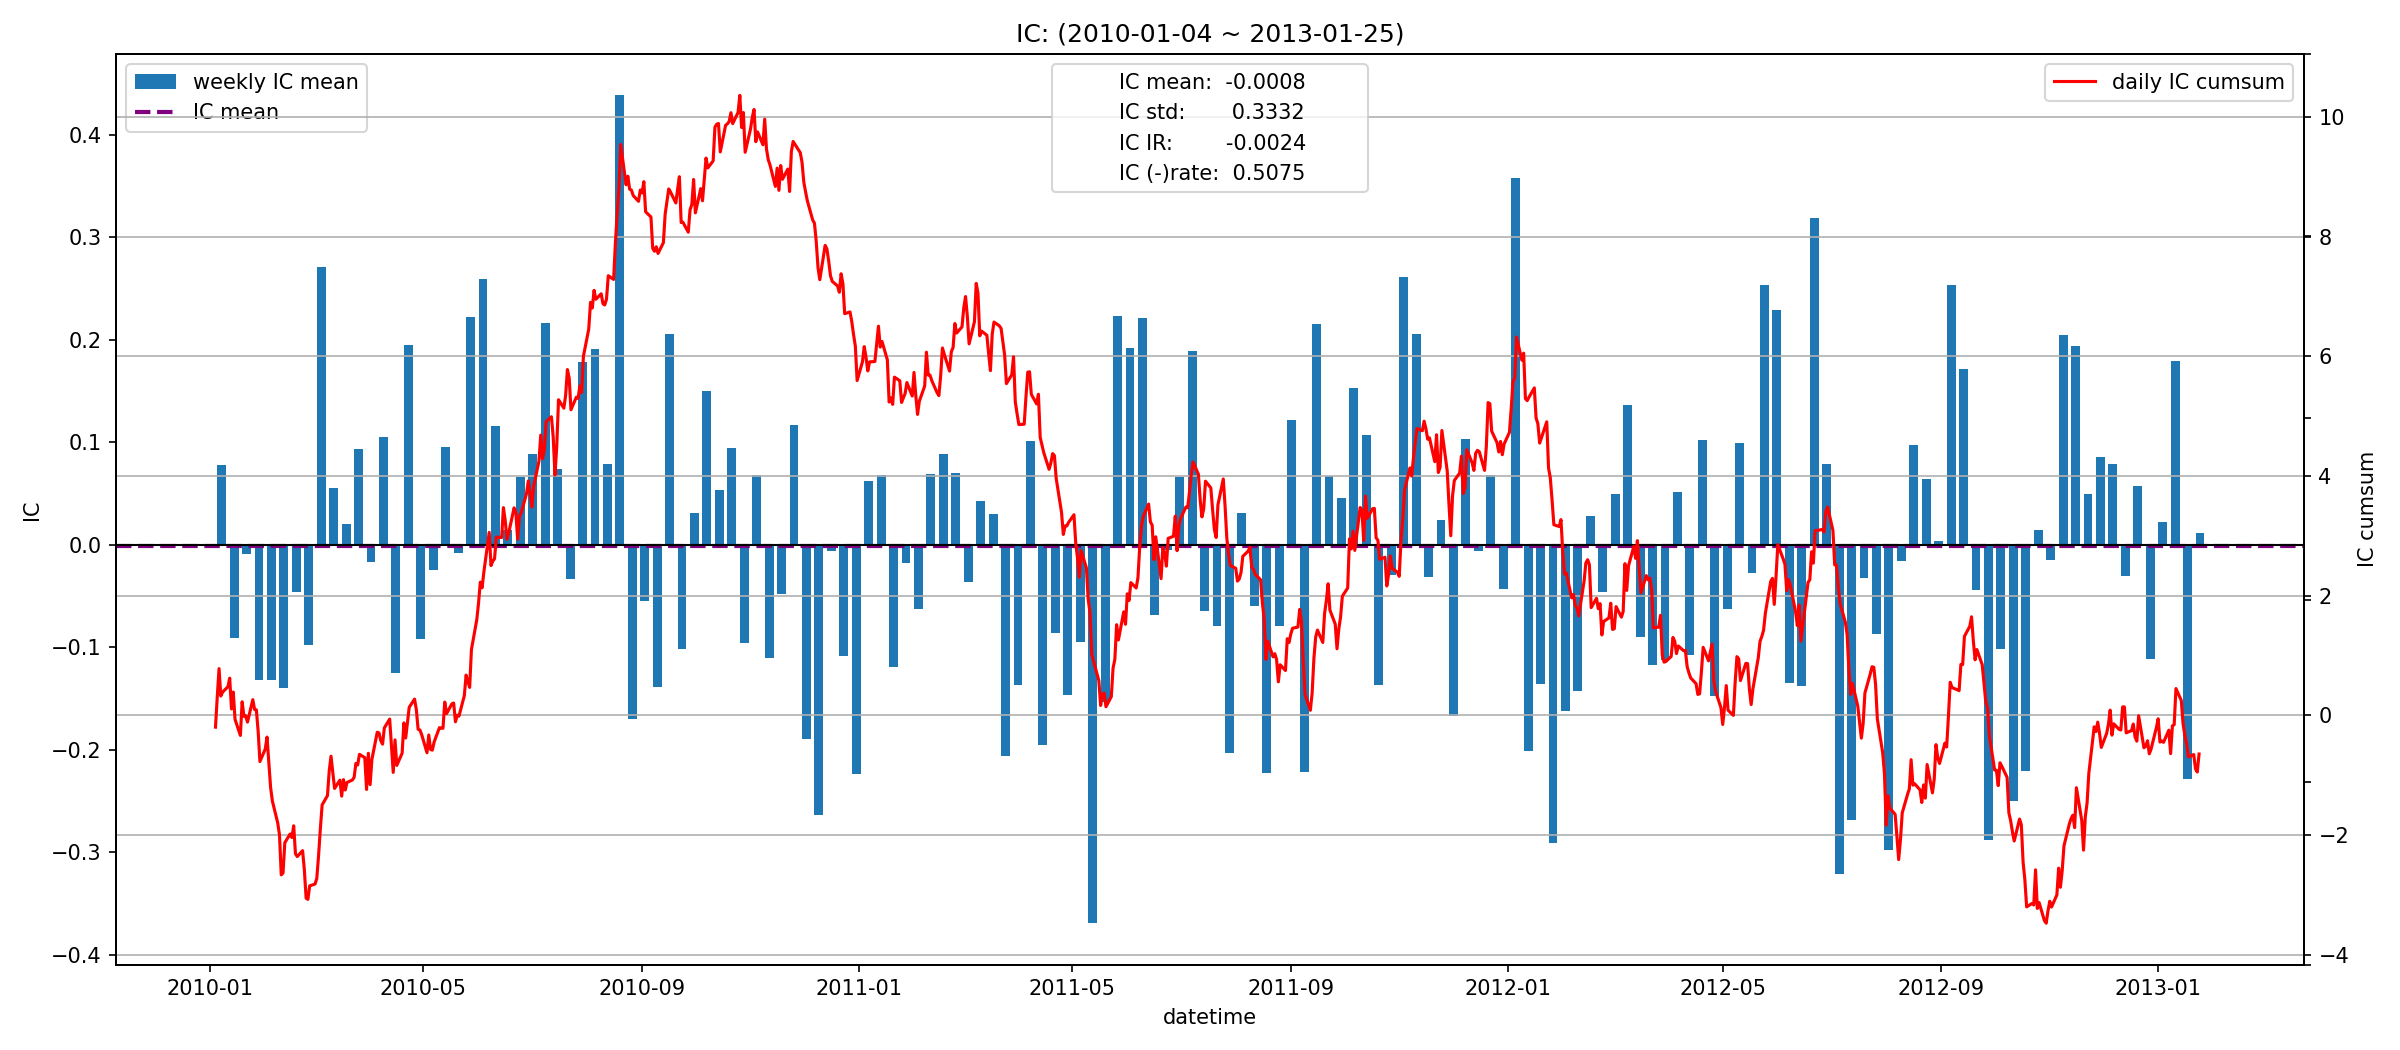 IC: (2010-01-04 ~ 2013-01-25)
weekly IC mean
IC mean
IC mean: -0.0008
IC std: 0.3332
IC IR: -0.0024
IC (-)rate: 0.5075
daily IC cumsum
IC
0.4
0.3
0.2
0.1
0.0
−0.1
−0.2
−0.3
−0.4
10
8
6
4
2
0
−2
−4
IC cumsum
2010-01 2010-05 2010-09 2011-01 2011-05 2011-09 2012-01 2012-05 2012-09 2013-01
datetime